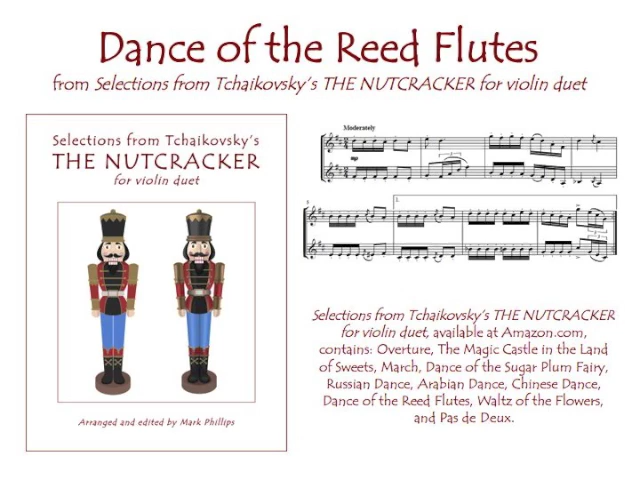 Dance of the Reed Flutes
from Selections from Tchaikovsky's THE NUTCRACKER for violin duet
Selections from Tchaikovsky's
THE NUTCRACKER
for violin duet
Arranged and edited by Mark Phillips
Moderately
mp
1.
Selections from Tchaikovsky's THE NUTCRACKER
for violin duet, available at Amazon.com,
contains: Overture, The Magic Castle in the Land
of Sweets, March, Dance of the Sugar Plum Fairy,
Russian Dance, Arabian Dance, Chinese Dance,
Dance of the Reed Flutes, Waltz of the Flowers,
and Pas de Deux.